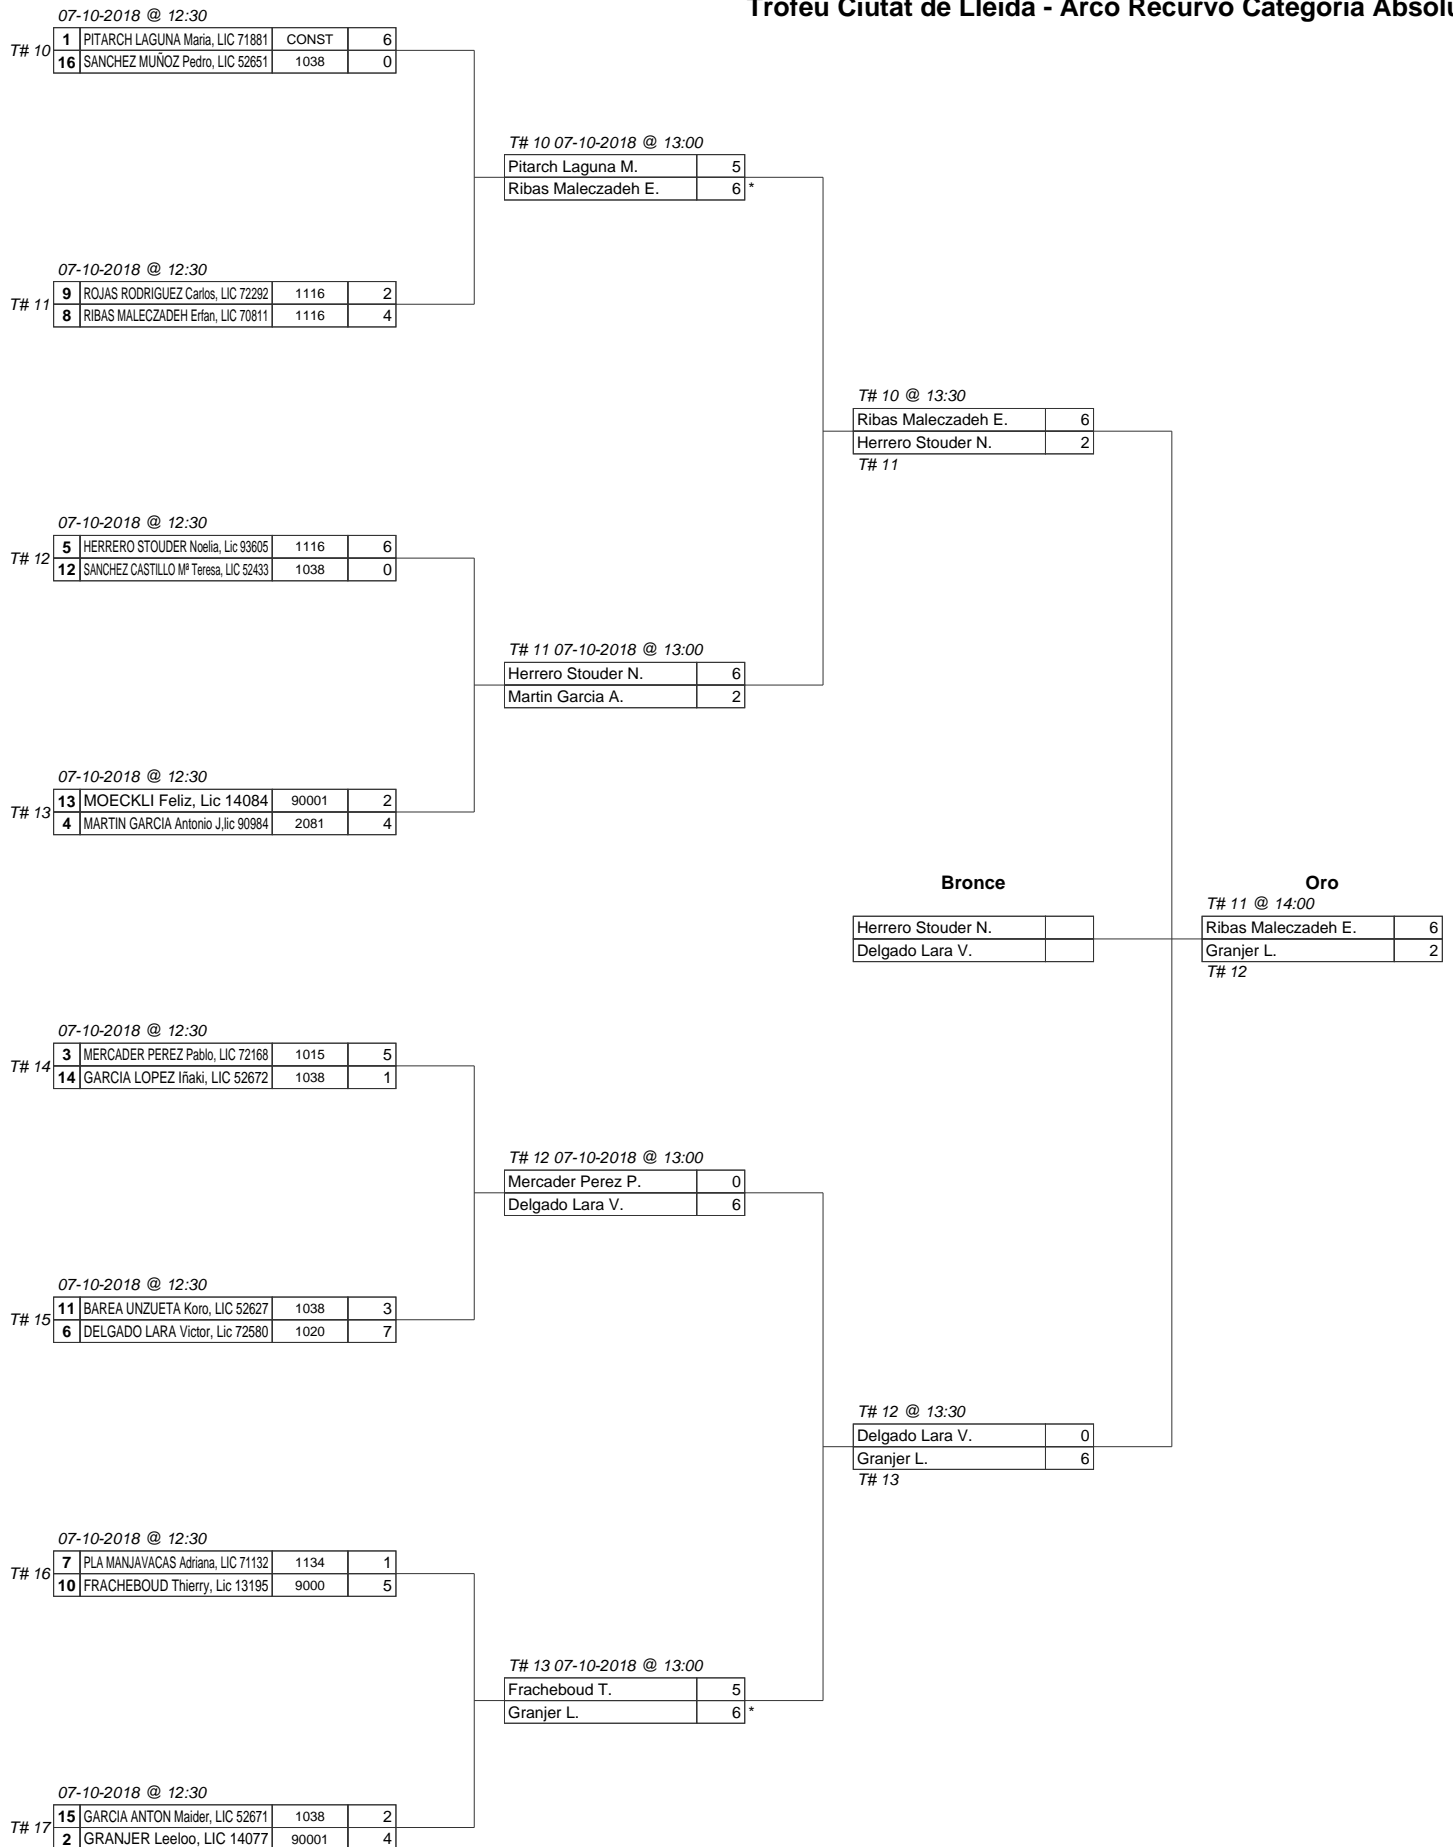 Trofeu Ciutat de Lleida - Arco Recurvo Categoria
07-10-2018 @ 12:30
T# 10
1 PITARCH LAGUNA Maria, LIC 71881 CONST 6
16 SANCHEZ MUÑOZ Pedro, LIC 52651 1038 0
T# 10 07-10-2018 @ 13:00
Pitarch Laguna M. 5
Ribas Maleczadeh E. 6 *
07-10-2018 @ 12:30
T# 11
9 ROJAS RODRIGUEZ Carlos, LIC 72292 1116 2
8 RIBAS MALECZADEH Erfan, LIC 70811 1116 4
T# 10 @ 13:30
Ribas Maleczadeh E. 6
Herrero Stouder N. 2
T# 11
07-10-2018 @ 12:30
T# 12
5 HERRERO STOUDER Noelia, Lic 93605 1116 6
12 SANCHEZ CASTILLO Mª Teresa, LIC 52433 1038 0
T# 11 07-10-2018 @ 13:00
Herrero Stouder N. 6
Martin Garcia A. 2
07-10-2018 @ 12:30
T# 13
13 MOECKLI Feliz, Lic 14084 90001 2
4 MARTIN GARCIA Antonio J,lic 90984 2081 4
Bronce Oro
T# 11 @ 14:00
Herrero Stouder N.
Delgado Lara V.
Ribas Maleczadeh E. 6
Granjer L. 2
T# 12
07-10-2018 @ 12:30
T# 14
3 MERCADER PEREZ Pablo, LIC 72168 1015 5
14 GARCIA LOPEZ Iñaki, LIC 52672 1038 1
T# 12 07-10-2018 @ 13:00
Mercader Perez P. 0
Delgado Lara V. 6
07-10-2018 @ 12:30
T# 15
11 BAREA UNZUETA Koro, LIC 52627 1038 3
6 DELGADO LARA Victor, Lic 72580 1020 7
T# 12 @ 13:30
Delgado Lara V. 0
Granjer L. 6
T# 13
07-10-2018 @ 12:30
T# 16
7 PLA MANJAVACAS Adriana, LIC 71132 1134 1
10 FRACHEBOUD Thierry, Lic 13195 9000 5
T# 13 07-10-2018 @ 13:00
Fracheboud T. 5
Granjer L. 6 *
07-10-2018 @ 12:30
T# 17
15 GARCIA ANTON Maider, LIC 52671 1038 2
2 GRANJER Leeloo, LIC 14077 90001 4